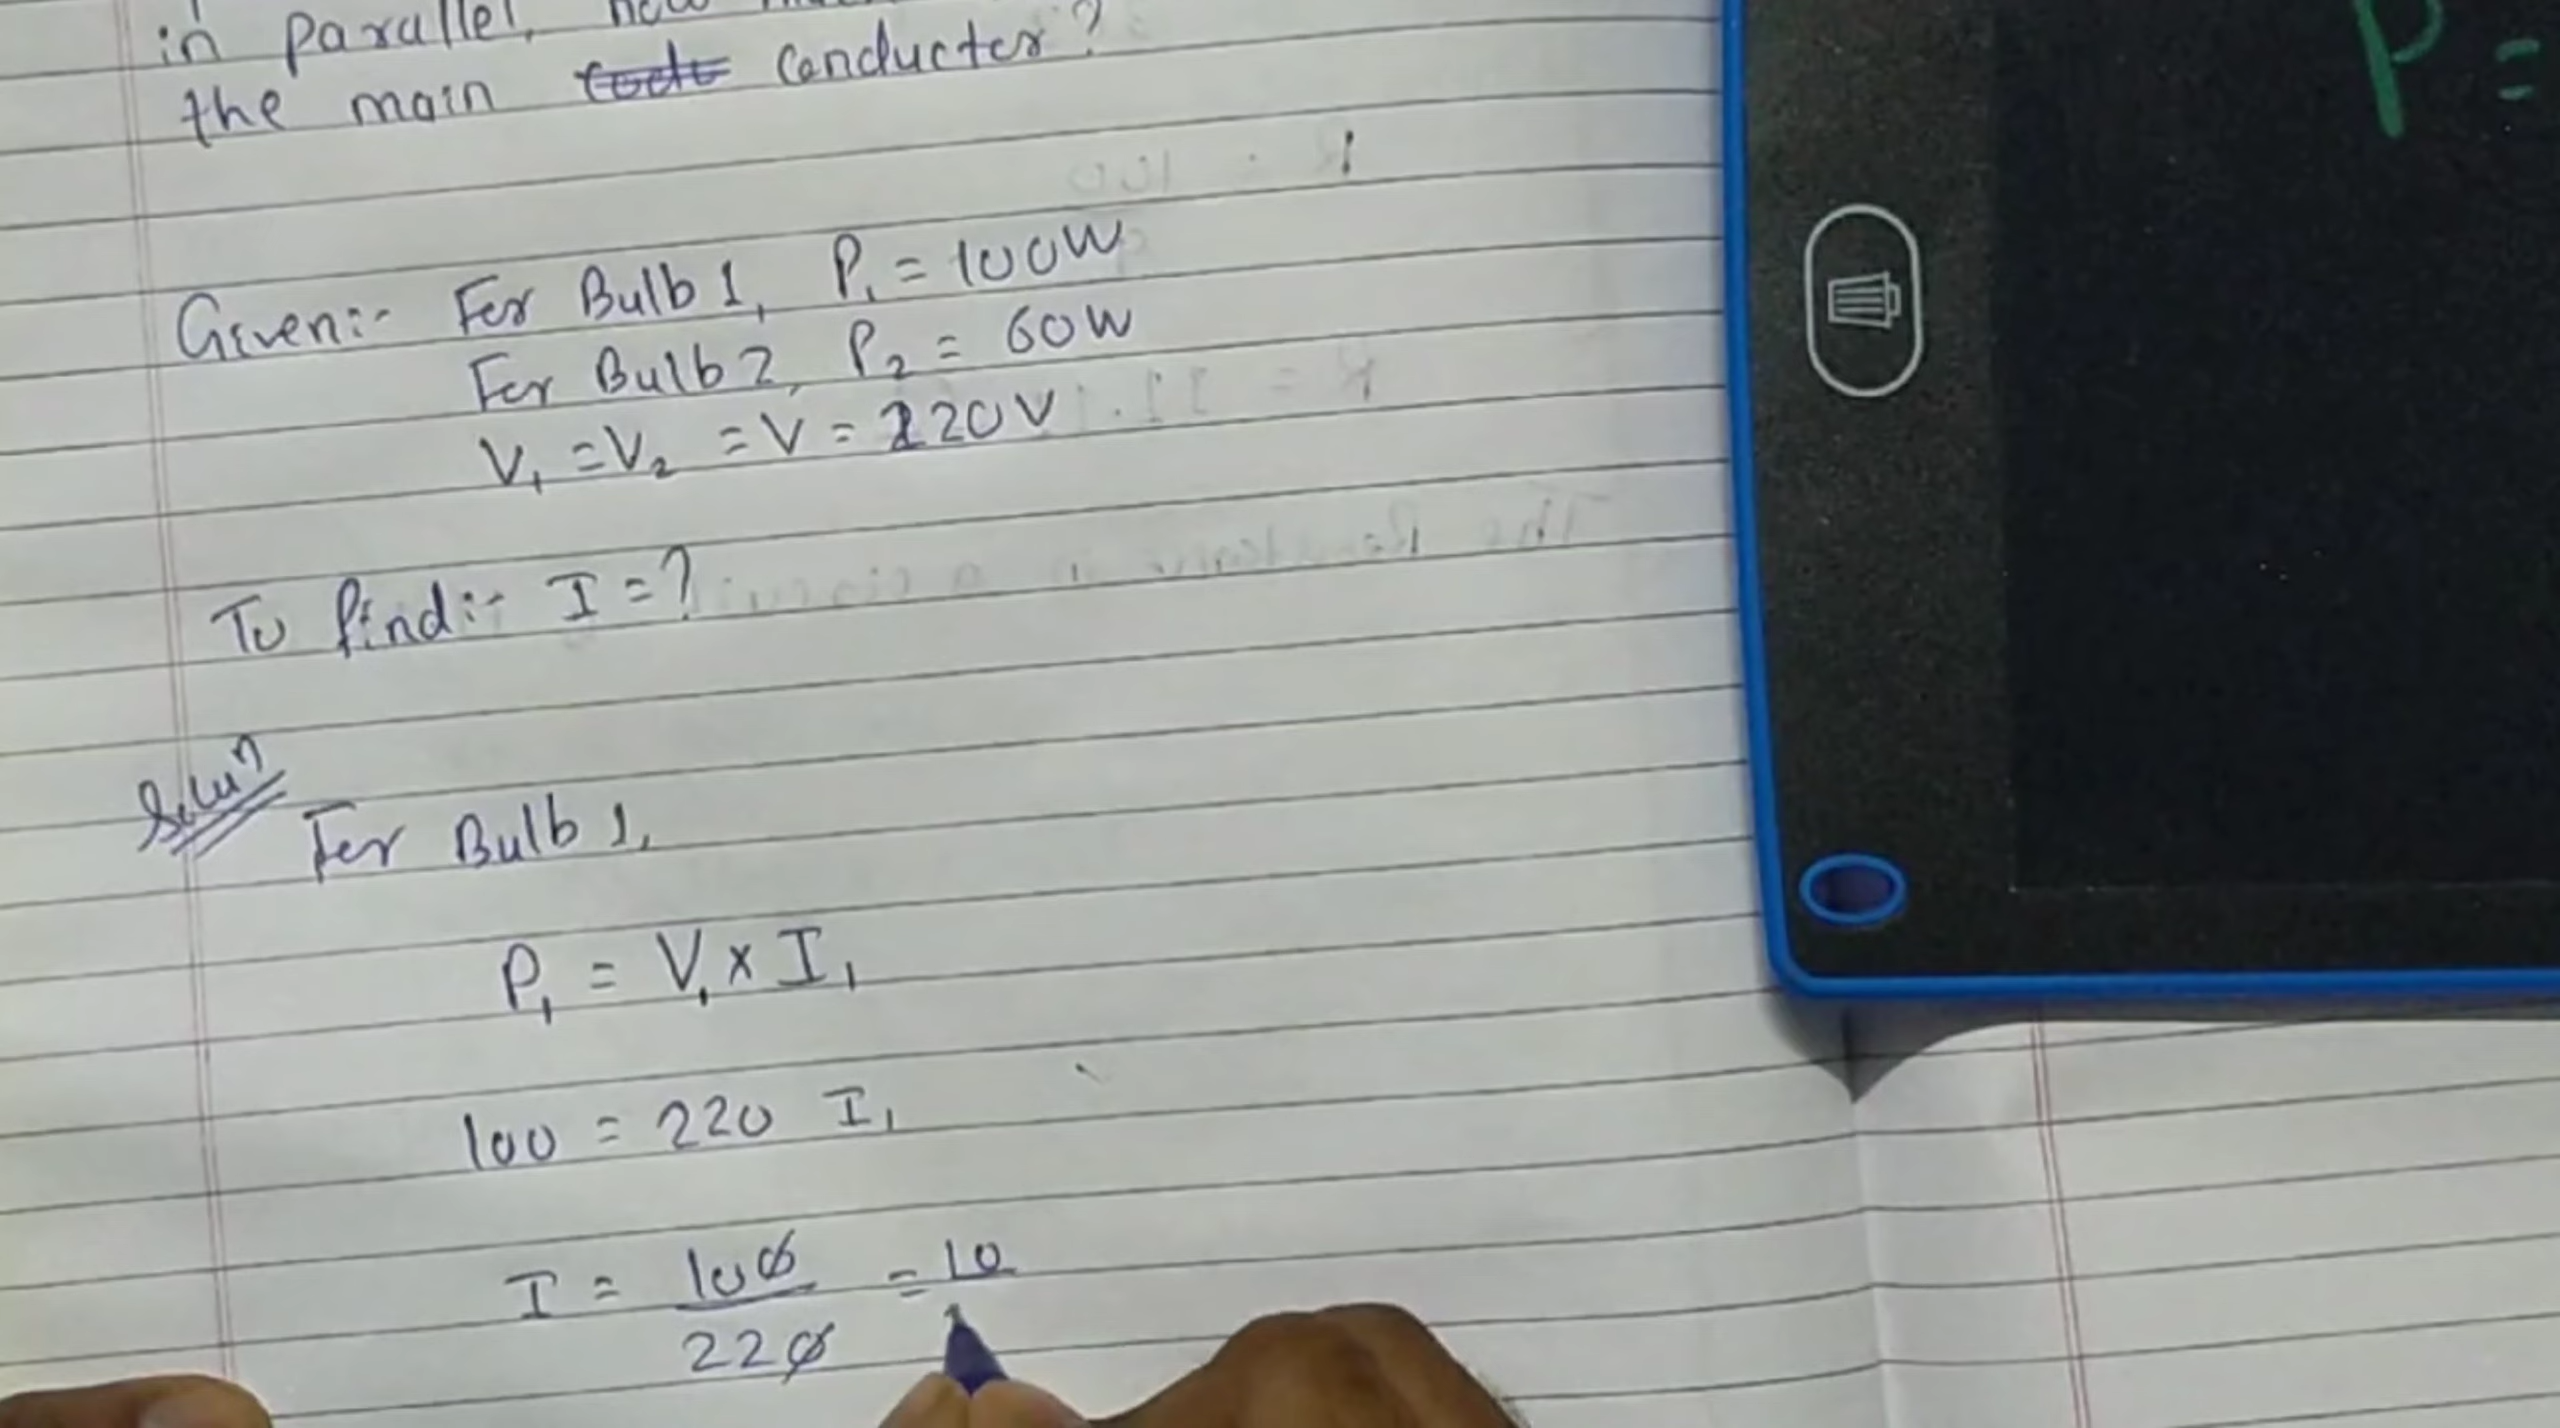 in parallel,
the main conductor?
Given:- For Bulb 1, P₁ = 100W
For Bulb 2, P₂ = 60W
V₁ = V₂ = V = 220V
To find:- I = ?
Soluⁿ
For Bulb 1,
P₁ = V₁ x I₁
100 = 220 I₁
I = 100/220 = 10
P =